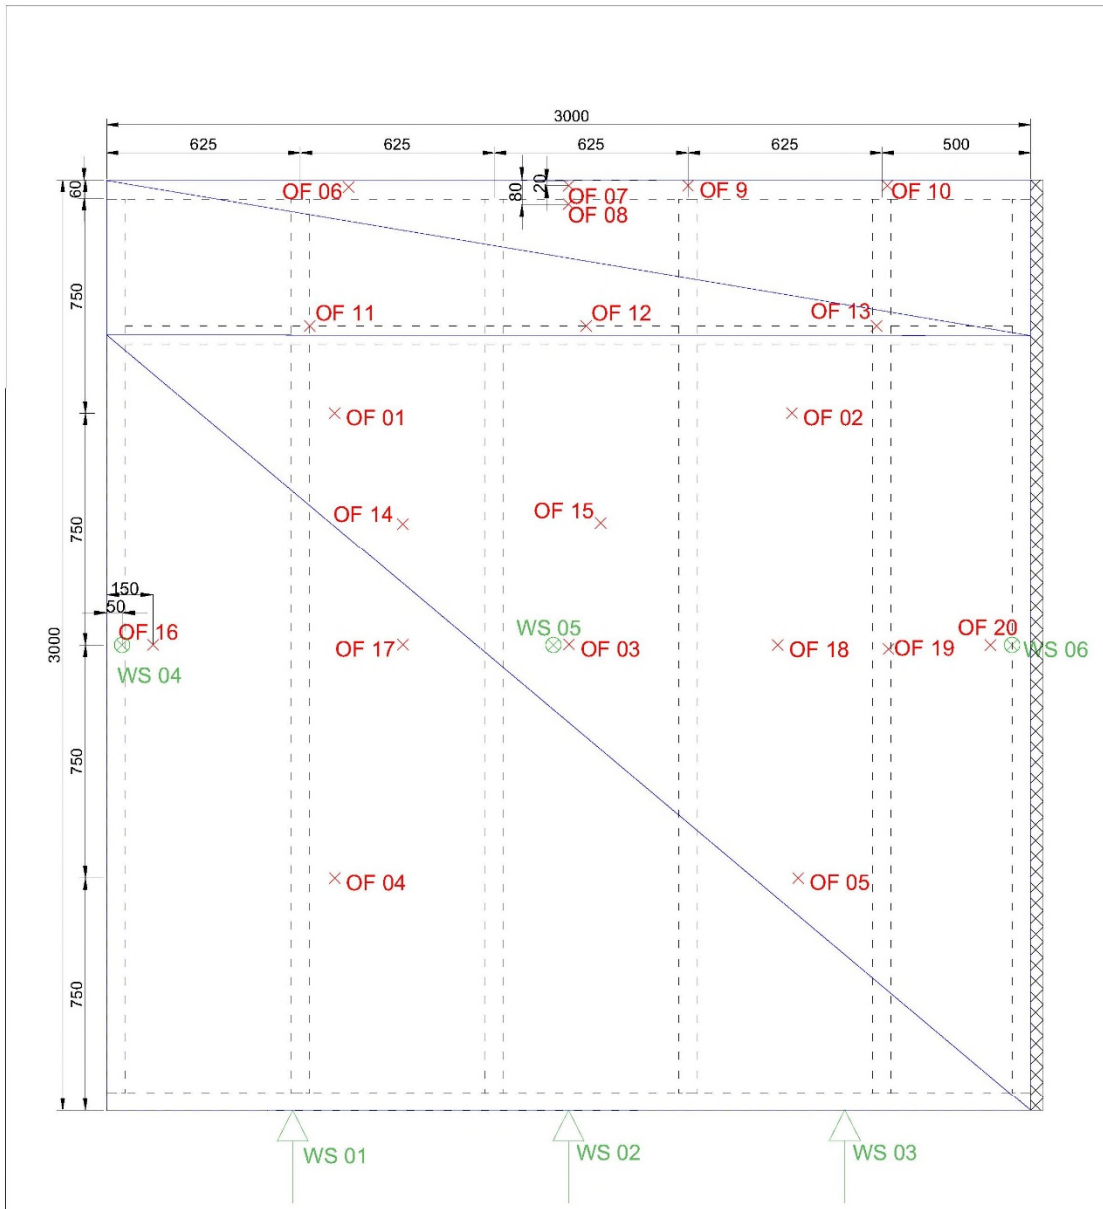 3000
625 625 625 625 500
60 OF 06 80 20 OF 07 OF 9 OF 10
OF 08
750
OF 11 OF 12 OF 13
OF 01 OF 02
750 OF 14 OF 15
150
50
OF 16 WS 05 OF 20
3000 WS 04 OF 17 OF 03 OF 18 OF 19 WS 06
750
OF 04 OF 05
750
WS 01 WS 02 WS 03